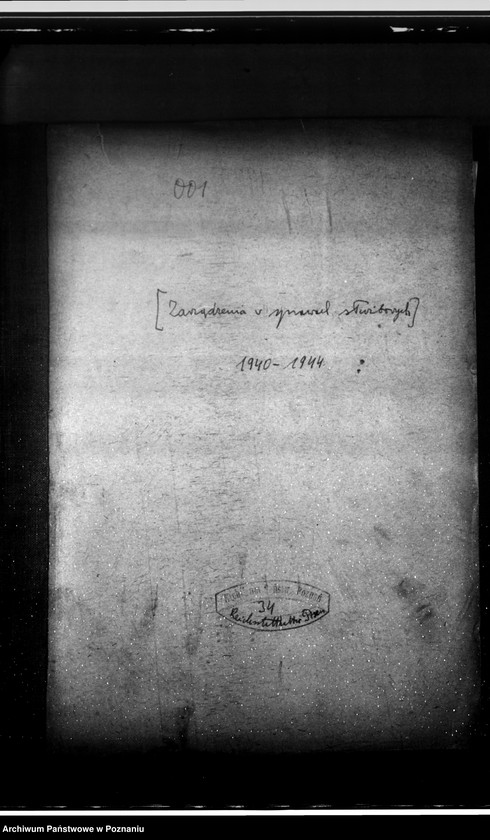 001
[Zarządzenia w sprawach służbowych]
1940-1944
34
Archiwum Państwowe w Poznaniu